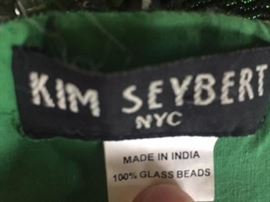 KIM SEYBERT
NYC
MADE IN INDIA
100% GLASS BEADS